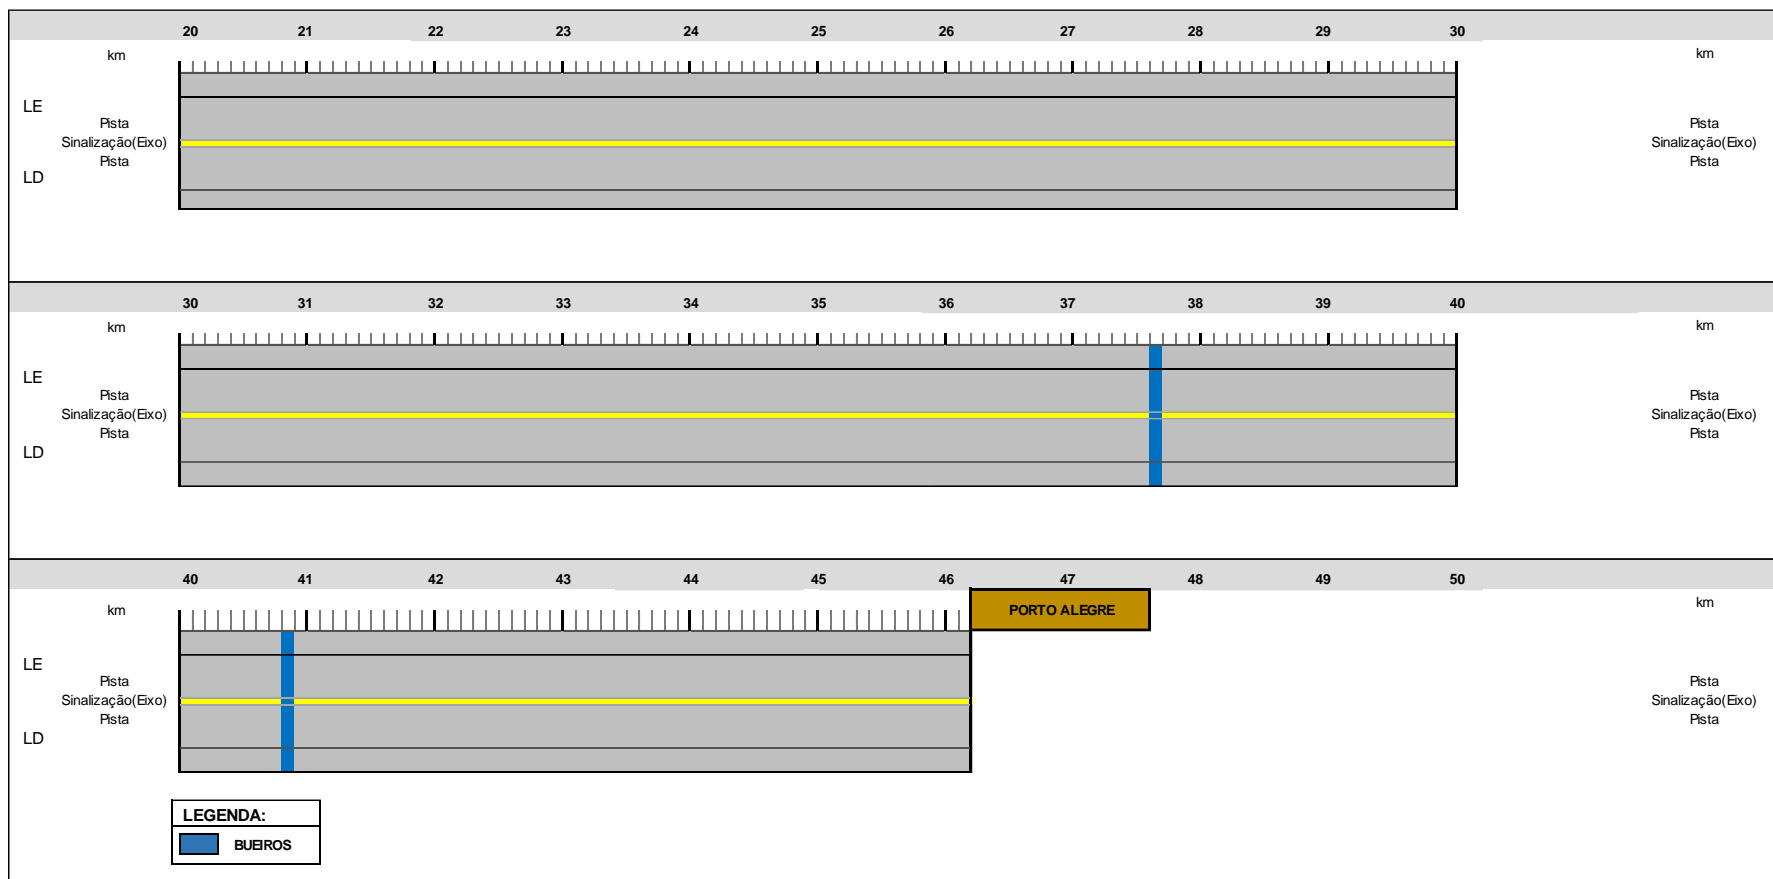 20 21 22 23 24 25 26 27 28 29 30
km km
LE
Pista Pista
Sinalização(Eixo) Sinalização(Eixo)
Pista Pista
LD
30 31 32 33 34 35 36 37 38 39 40
km km
LE
Pista Pista
Sinalização(Eixo) Sinalização(Eixo)
Pista Pista
LD
40 41 42 43 44 45 46 47 48 49 50
km PORTO ALEGRE km
LE
Pista Pista
Sinalização(Eixo) Sinalização(Eixo)
Pista Pista
LD
LEGENDA:
BUEIROS